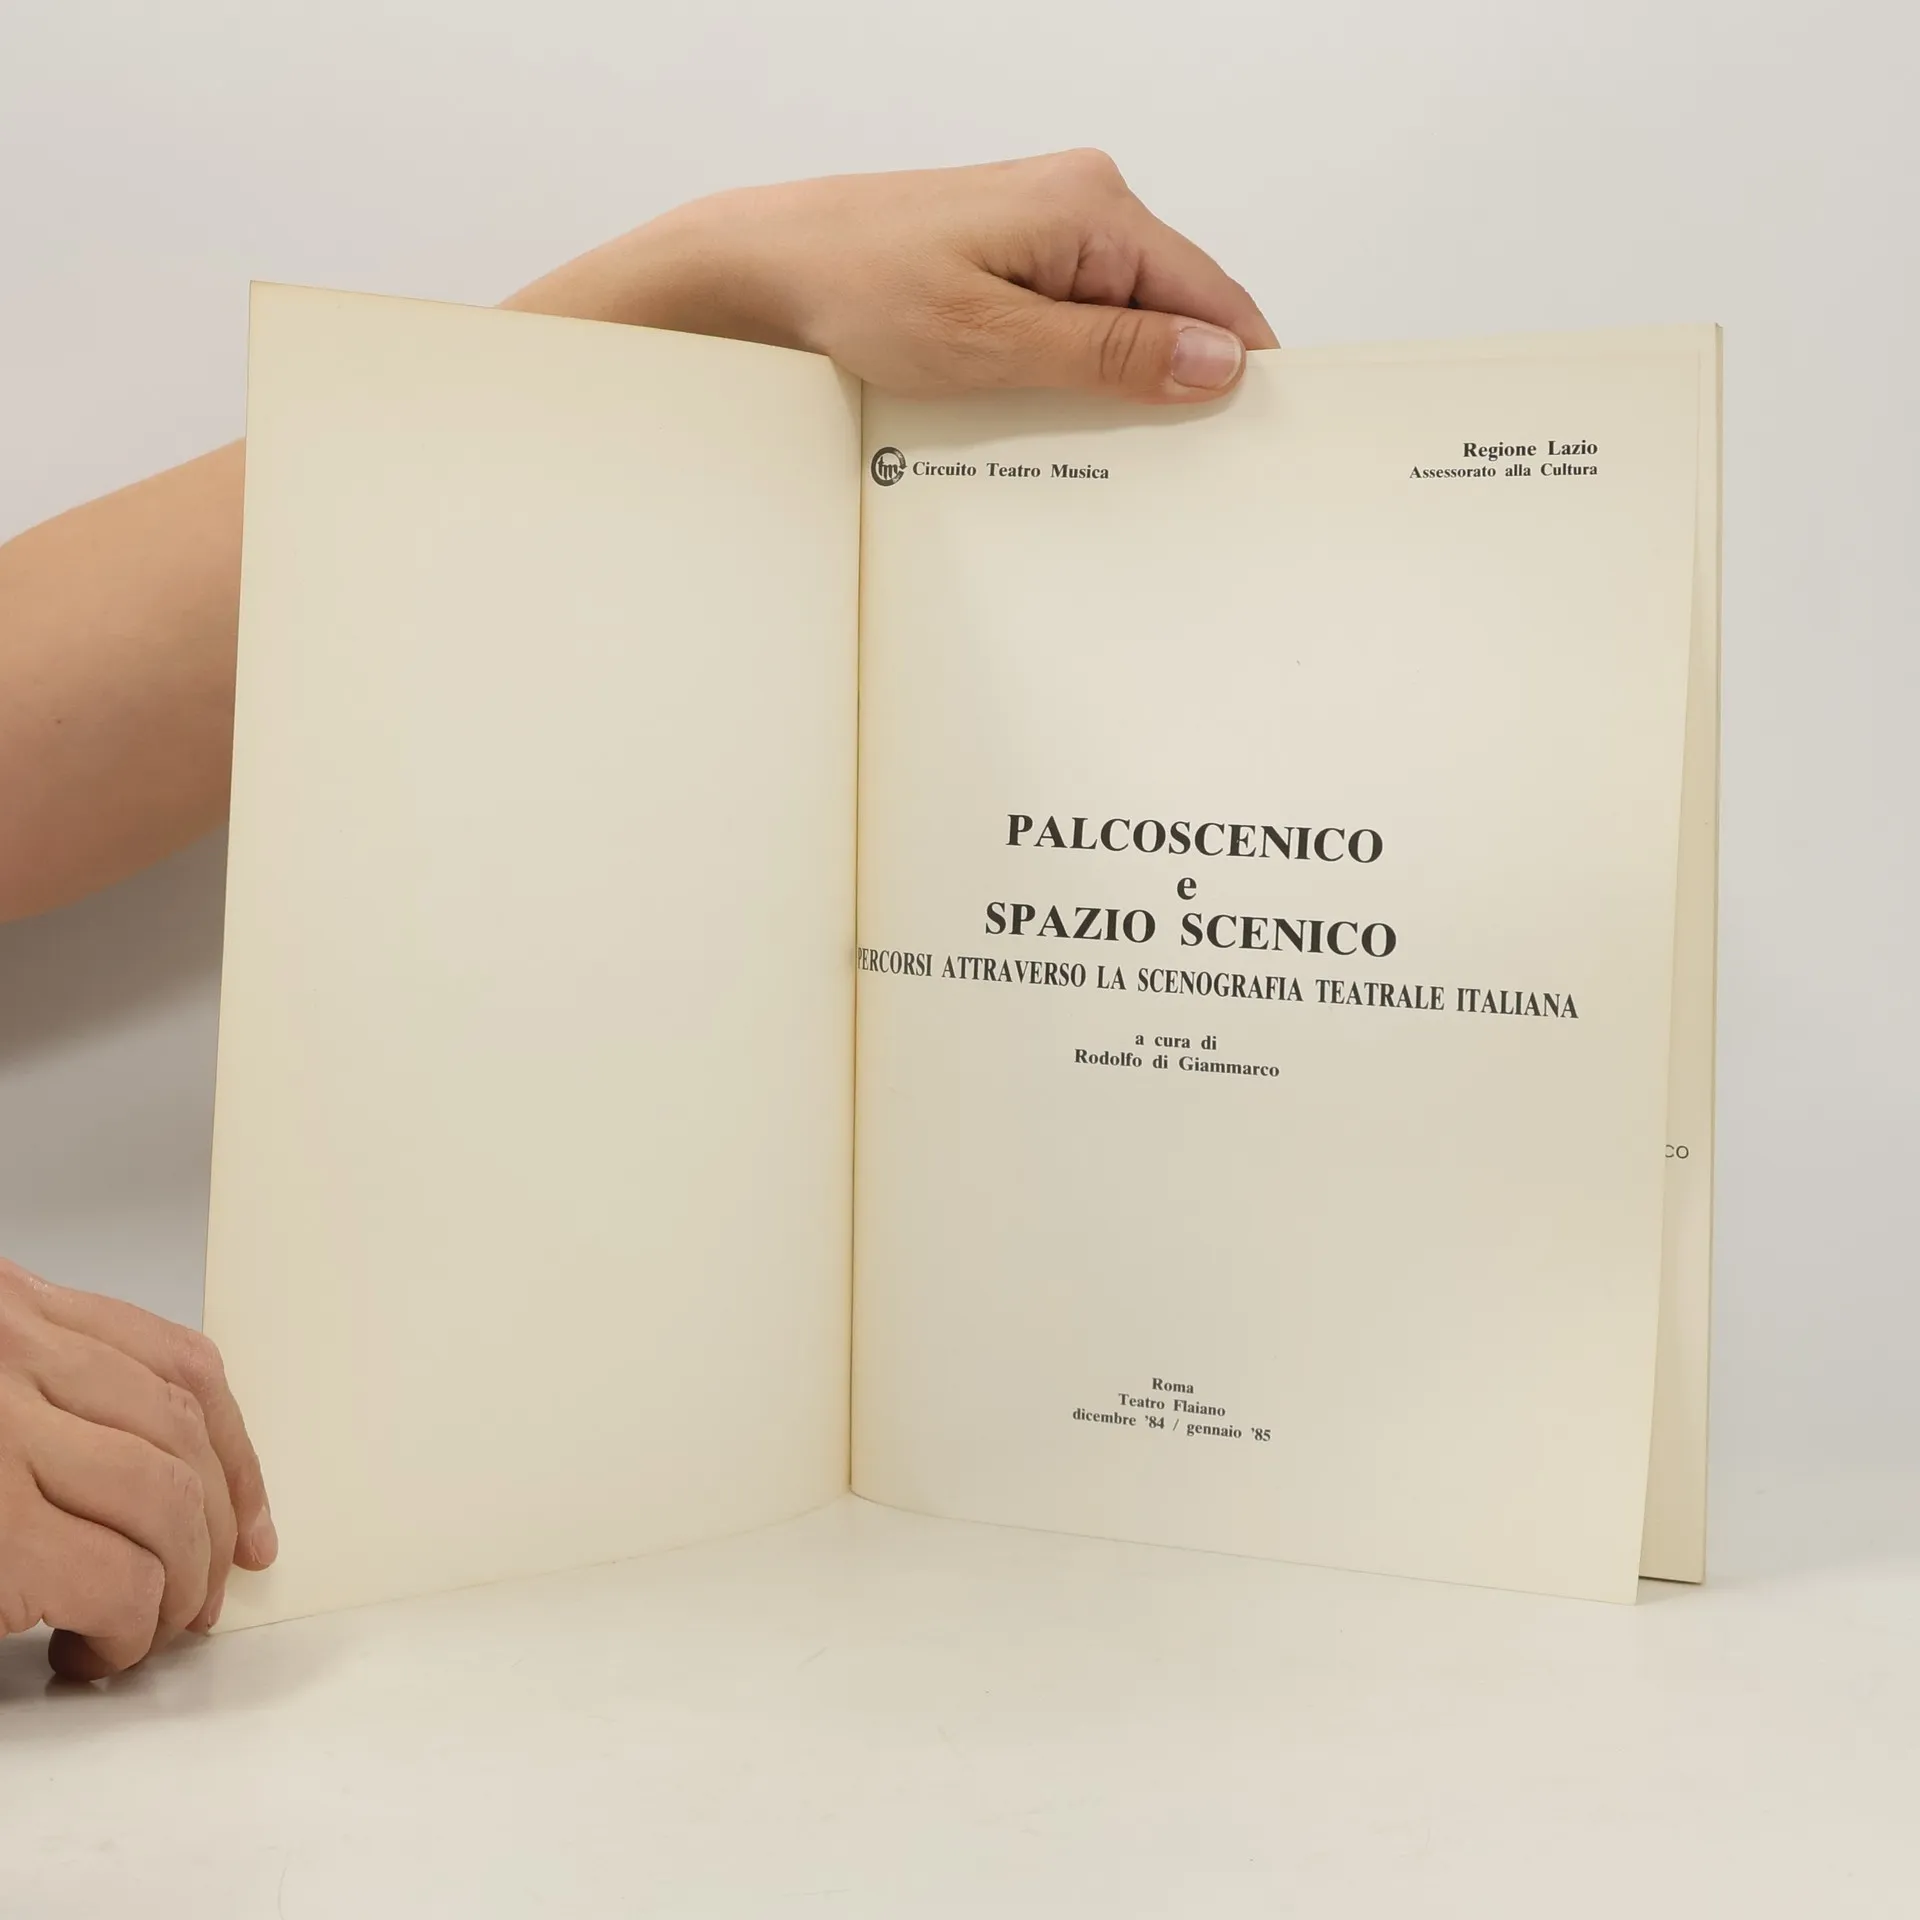 tm Circuito Teatro Musica
Regione Lazio
Assessorato alla Cultura
PALCOSCENICO
e
SPAZIO SCENICO
PERCORSI ATTRAVERSO LA SCENOGRAFIA TEATRALE ITALIANA
a cura di
Rodolfo di Giammarco
Roma
Teatro Flaiano
dicembre '84 / gennaio '85